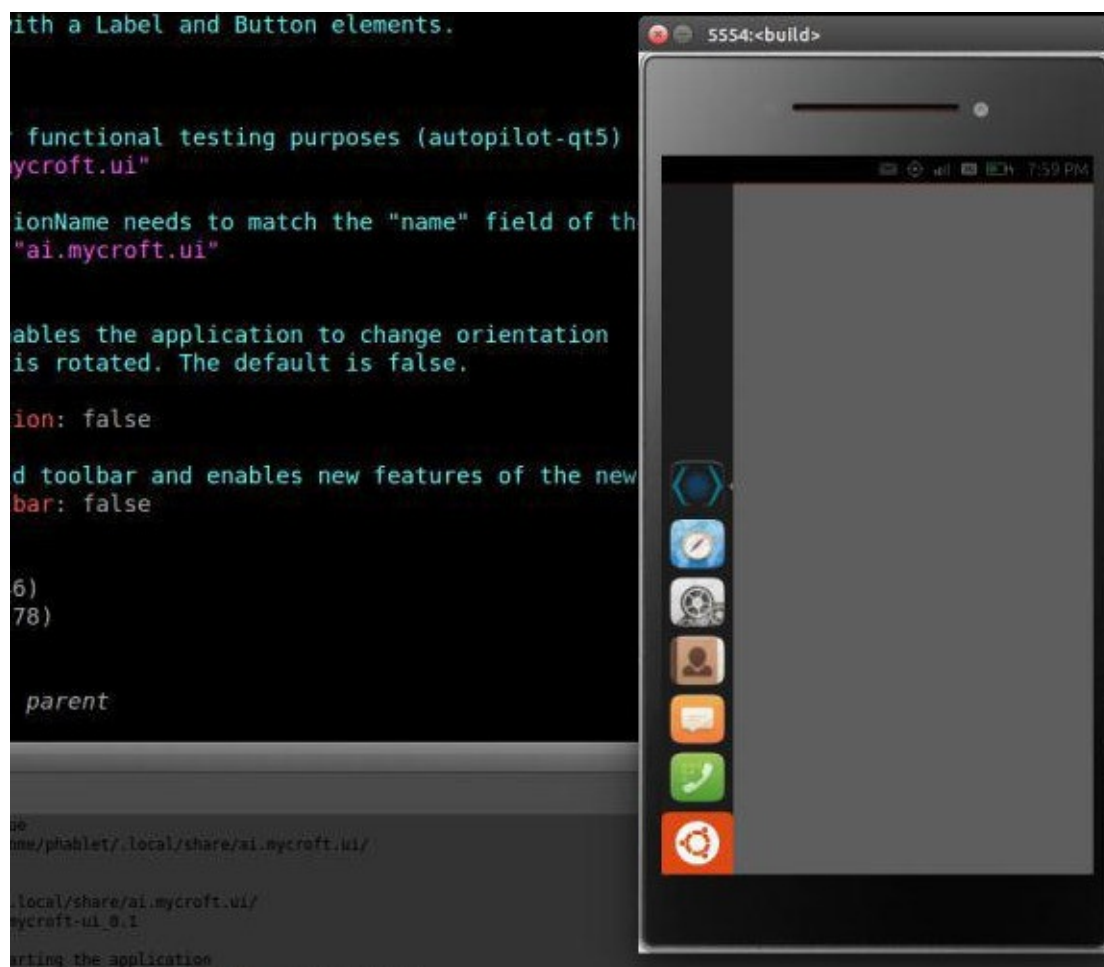 ith a Label and Button elements.
functional testing purposes (autopilot-qt5)
ycroft.ui"
ionName needs to match the "name" field of th
"ai.mycroft.ui"
ables the application to change orientation
is rotated. The default is false.
ion: false
d toolbar and enables new features of the new
bar: false
6)
78)
parent
se
ome/phablet/.local/share/ai.mycroft.ui/
.local/share/ai.mycroft.ui/
mycroft-ui_0.1
arting the application
5554:<build>
7:59 PM